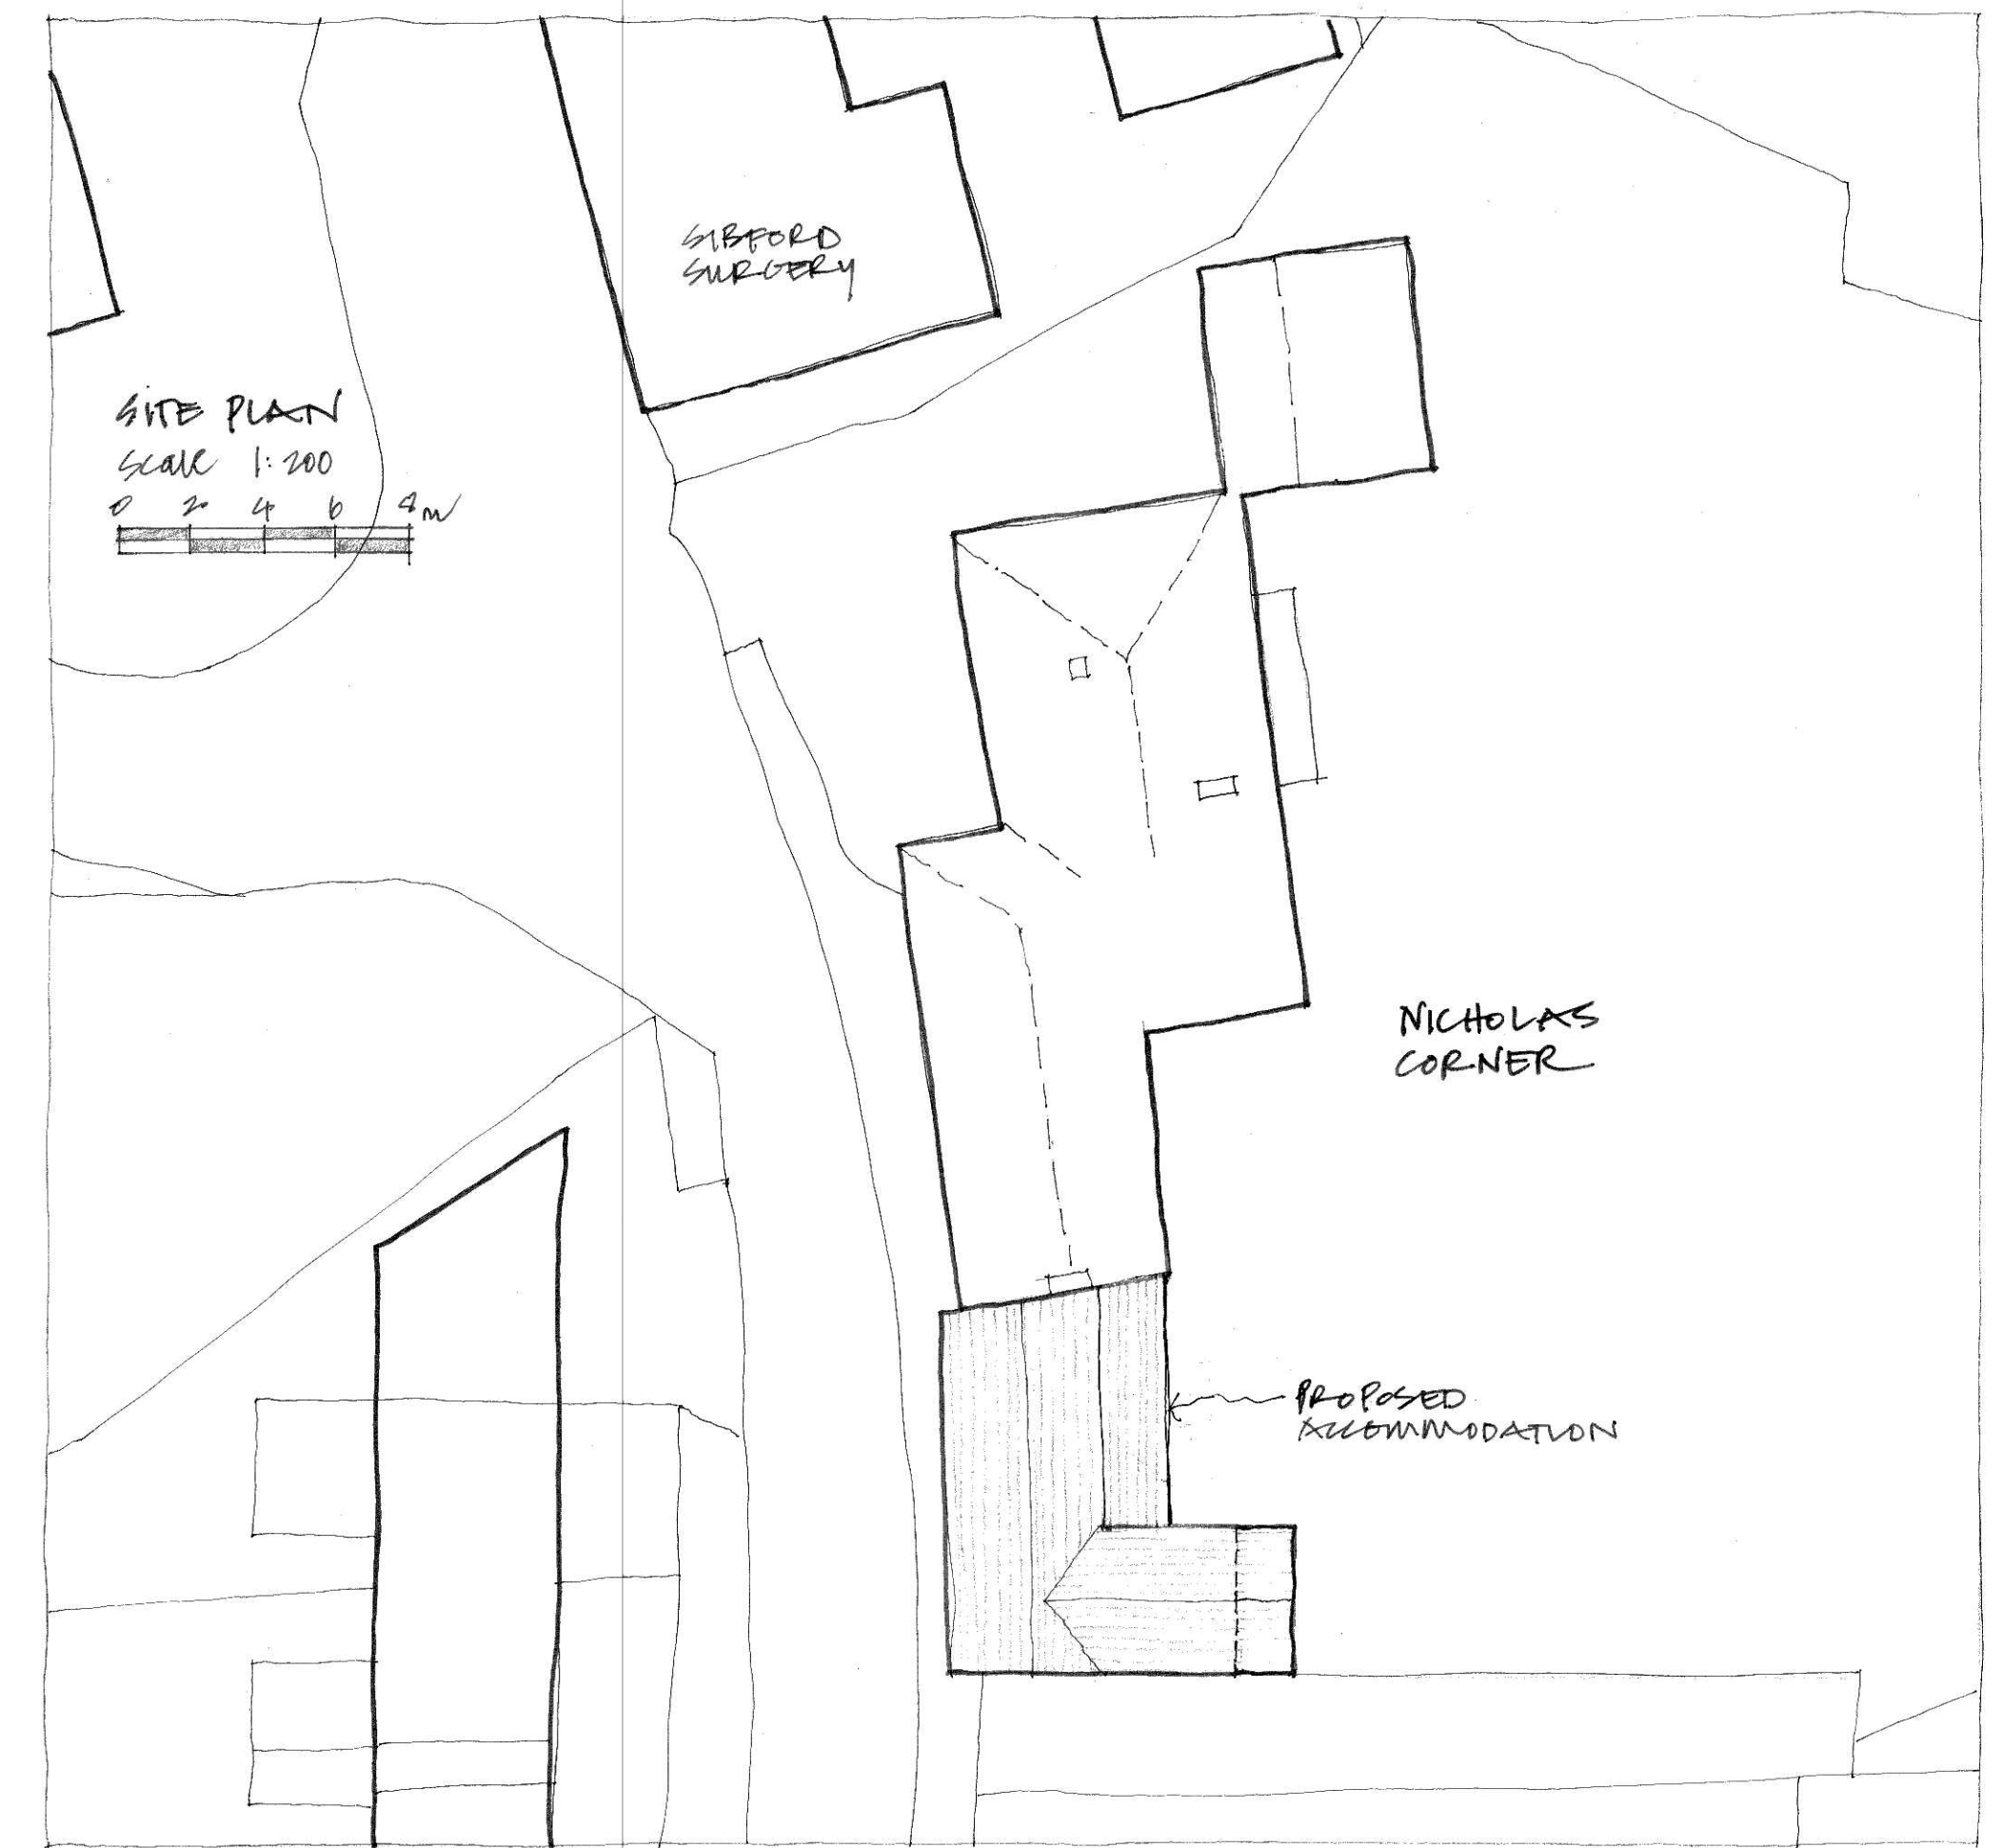 SIBFORD
SURGERY
SITE PLAN
Scale 1:200
0 2 4 6 8m
NICHOLAS
CORNER
PROPOSED
ACCOMMODATION